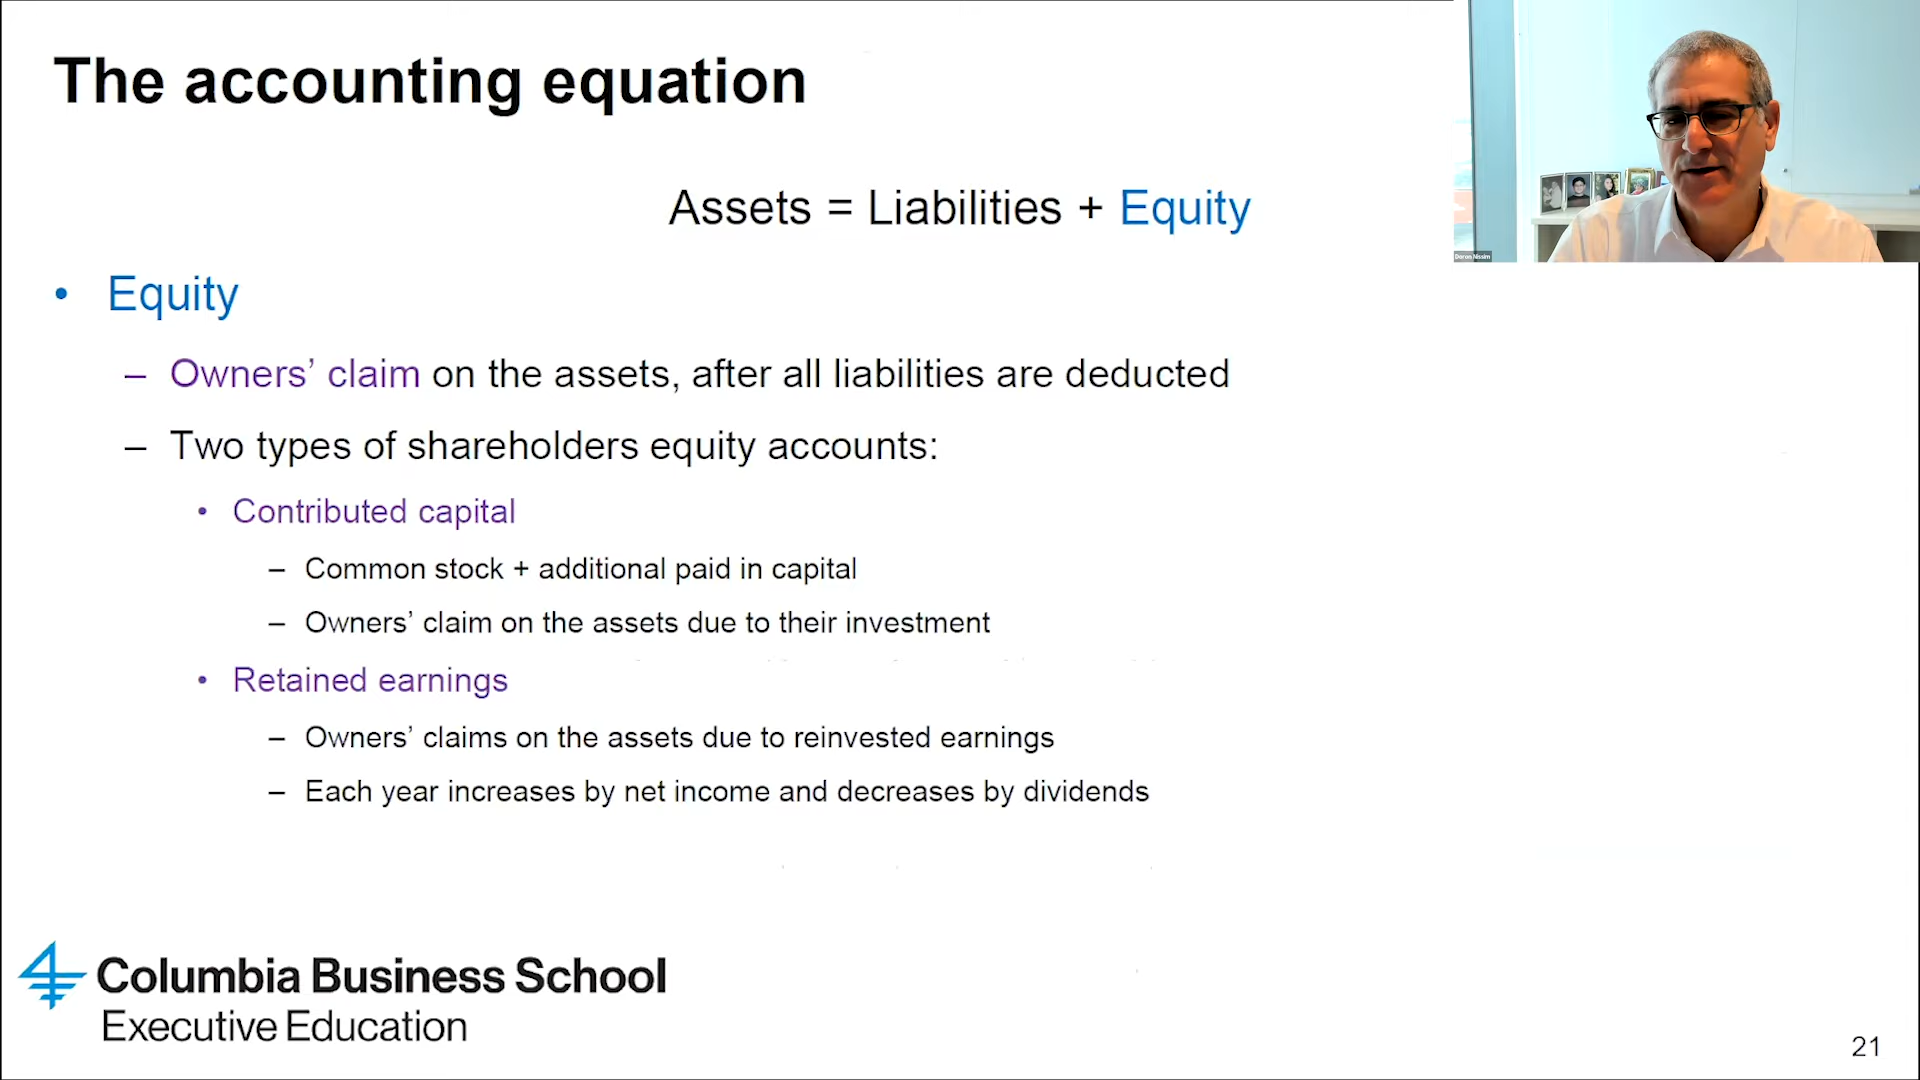 The accounting equation
Assets = Liabilities + Equity
• Equity
– Owners’ claim on the assets, after all liabilities are deducted
– Two types of shareholders equity accounts:
• Contributed capital
– Common stock + additional paid in capital
– Owners’ claim on the assets due to their investment
• Retained earnings
– Owners’ claims on the assets due to reinvested earnings
– Each year increases by net income and decreases by dividends
Doron Nissim
Columbia Business School
Executive Education
21